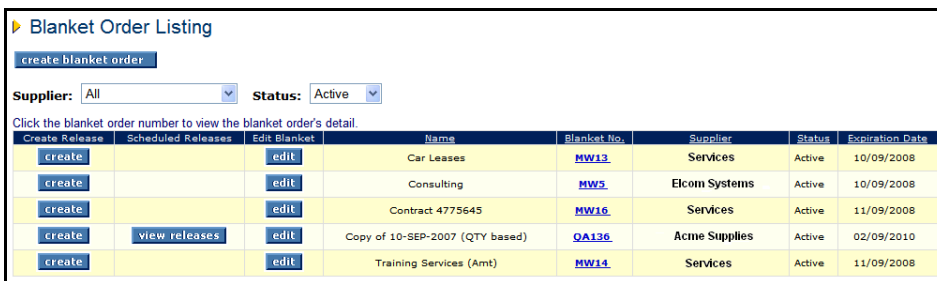 Blanket Order Listing
create blanket order
Supplier: All Status: Active
Click the blanket order number to view the blanket order's detail.
Create Release Scheduled Releases Edit Blanket Name Blanket No. Supplier Status Expiration Date
create edit Car Leases MW13 Services Active 10/09/2008
create edit Consulting MW5 Elcom Systems Active 10/09/2008
create edit Contract 4775645 MW16 Services Active 11/09/2008
create view releases edit Copy of 10-SEP-2007 (QTY based) QA136 Acme Supplies Active 02/09/2010
create edit Training Services (Amt) MW14 Services Active 11/09/2008